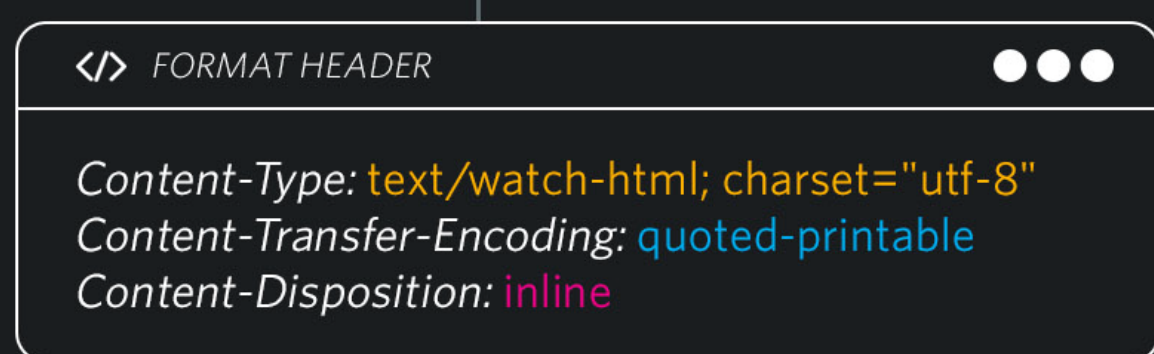 </> FORMAT HEADER
Content-Type: text/watch-html; charset="utf-8"
Content-Transfer-Encoding: quoted-printable
Content-Disposition: inline